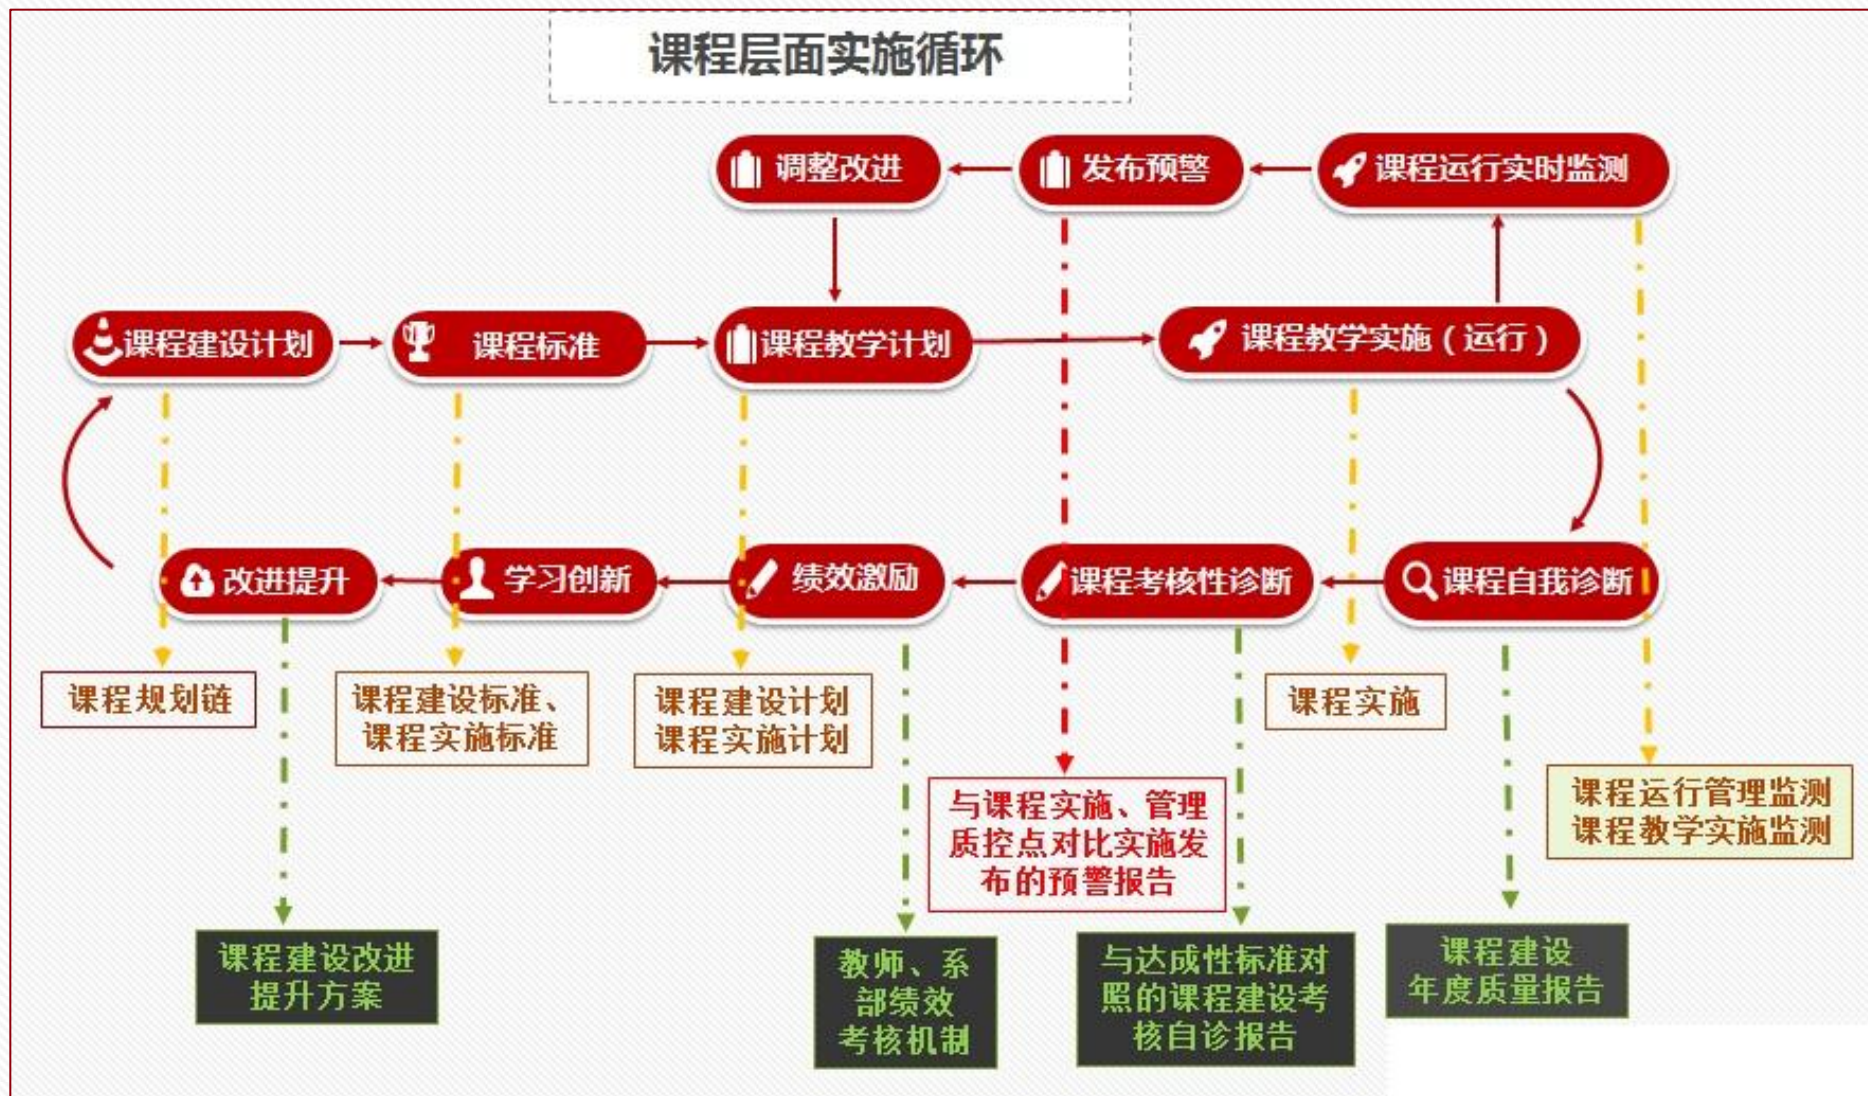 课程层面实施循环
调整改进
发布预警
课程运行实时监测
课程建设计划
课程标准
课程教学计划
课程教学实施（运行）
改进提升
学习创新
绩效激励
课程考核性诊断
课程自我诊断
课程规划链
课程建设标准、
课程实施标准
课程建设计划
课程实施计划
课程实施
与课程实施、管理
质控点对比实施发
布的预警报告
课程运行管理监测
课程教学实施监测
课程建设改进
提升方案
教师、系
部绩效
考核机制
与达成性标准对
照的课程建设考
核自诊报告
课程建设
年度质量报告